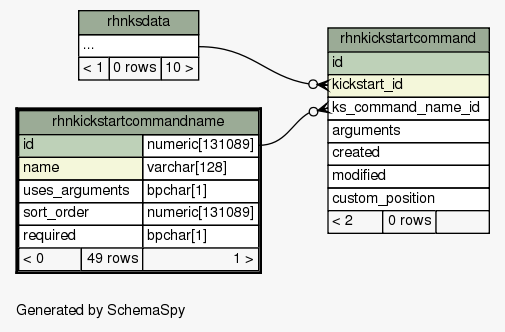 rhnksdata
...
< 1 0 rows 10 >
rhnkickstartcommand
id
kickstart_id
ks_command_name_id
arguments
created
modified
custom_position
< 2 0 rows
rhnkickstartcommandname
id numeric[131089]
name varchar[128]
uses_arguments bpchar[1]
sort_order numeric[131089]
required bpchar[1]
< 0 49 rows 1 >
Generated by SchemaSpy